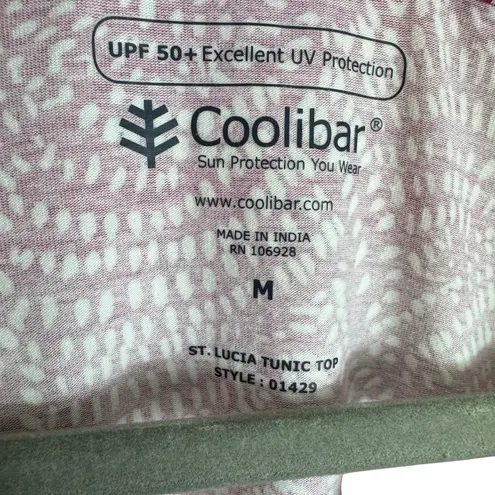 UPF 50+ Excellent UV Protection
Coolibar®
Sun Protection You Wear
www.coolibar.com
MADE IN INDIA
RN 106928
M
ST. LUCIA TUNIC TOP
STYLE : 01429